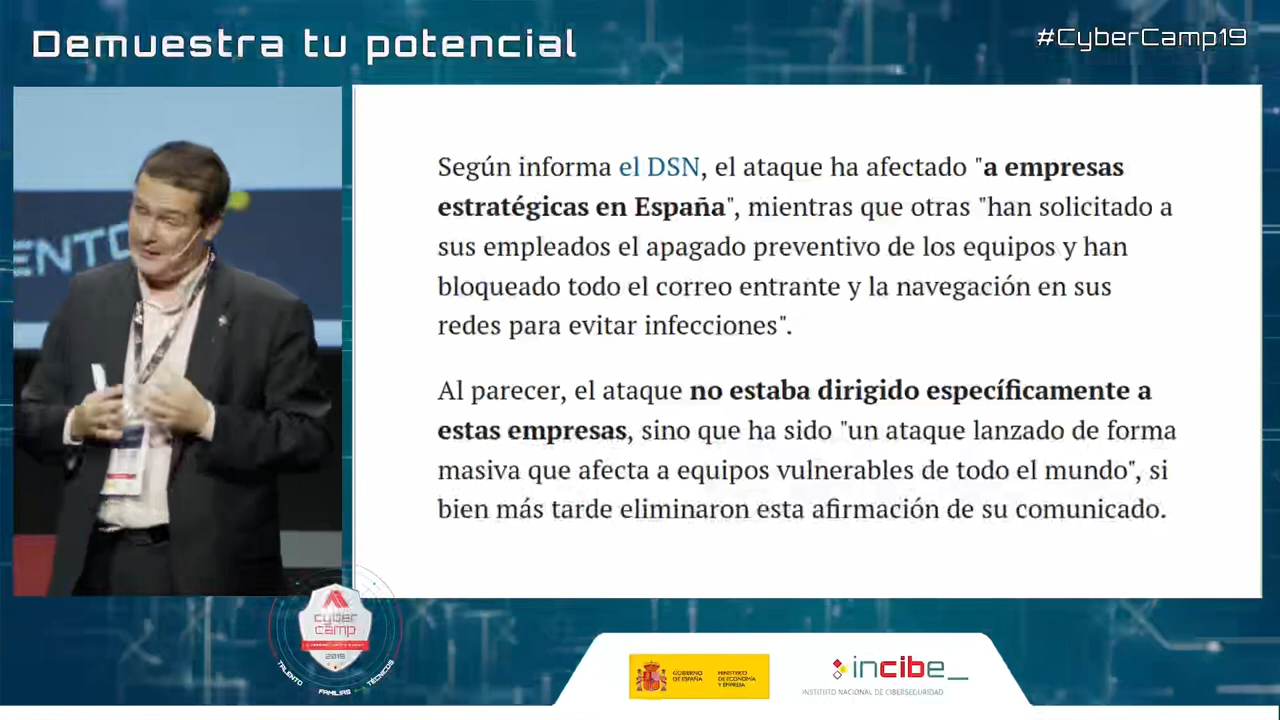 Demuestra tu potencial
#CyberCamp19
ENTO
Según informa el DSN, el ataque ha afectado "a empresas
estratégicas en España", mientras que otras "han solicitado a
sus empleados el apagado preventivo de los equipos y han
bloqueado todo el correo entrante y la navegación en sus
redes para evitar infecciones".
Al parecer, el ataque no estaba dirigido específicamente a
estas empresas, sino que ha sido "un ataque lanzado de forma
masiva que afecta a equipos vulnerables de todo el mundo", si
bien más tarde eliminaron esta afirmación de su comunicado.
cyber
camp
2019
TALENTO
FAMILIAS
TÉCNICOS
GOBIERNO
DE ESPAÑA
MINISTERIO
DE ECONOMÍA
Y EMPRESA
incibe_
INSTITUTO NACIONAL DE CIBERSEGURIDAD